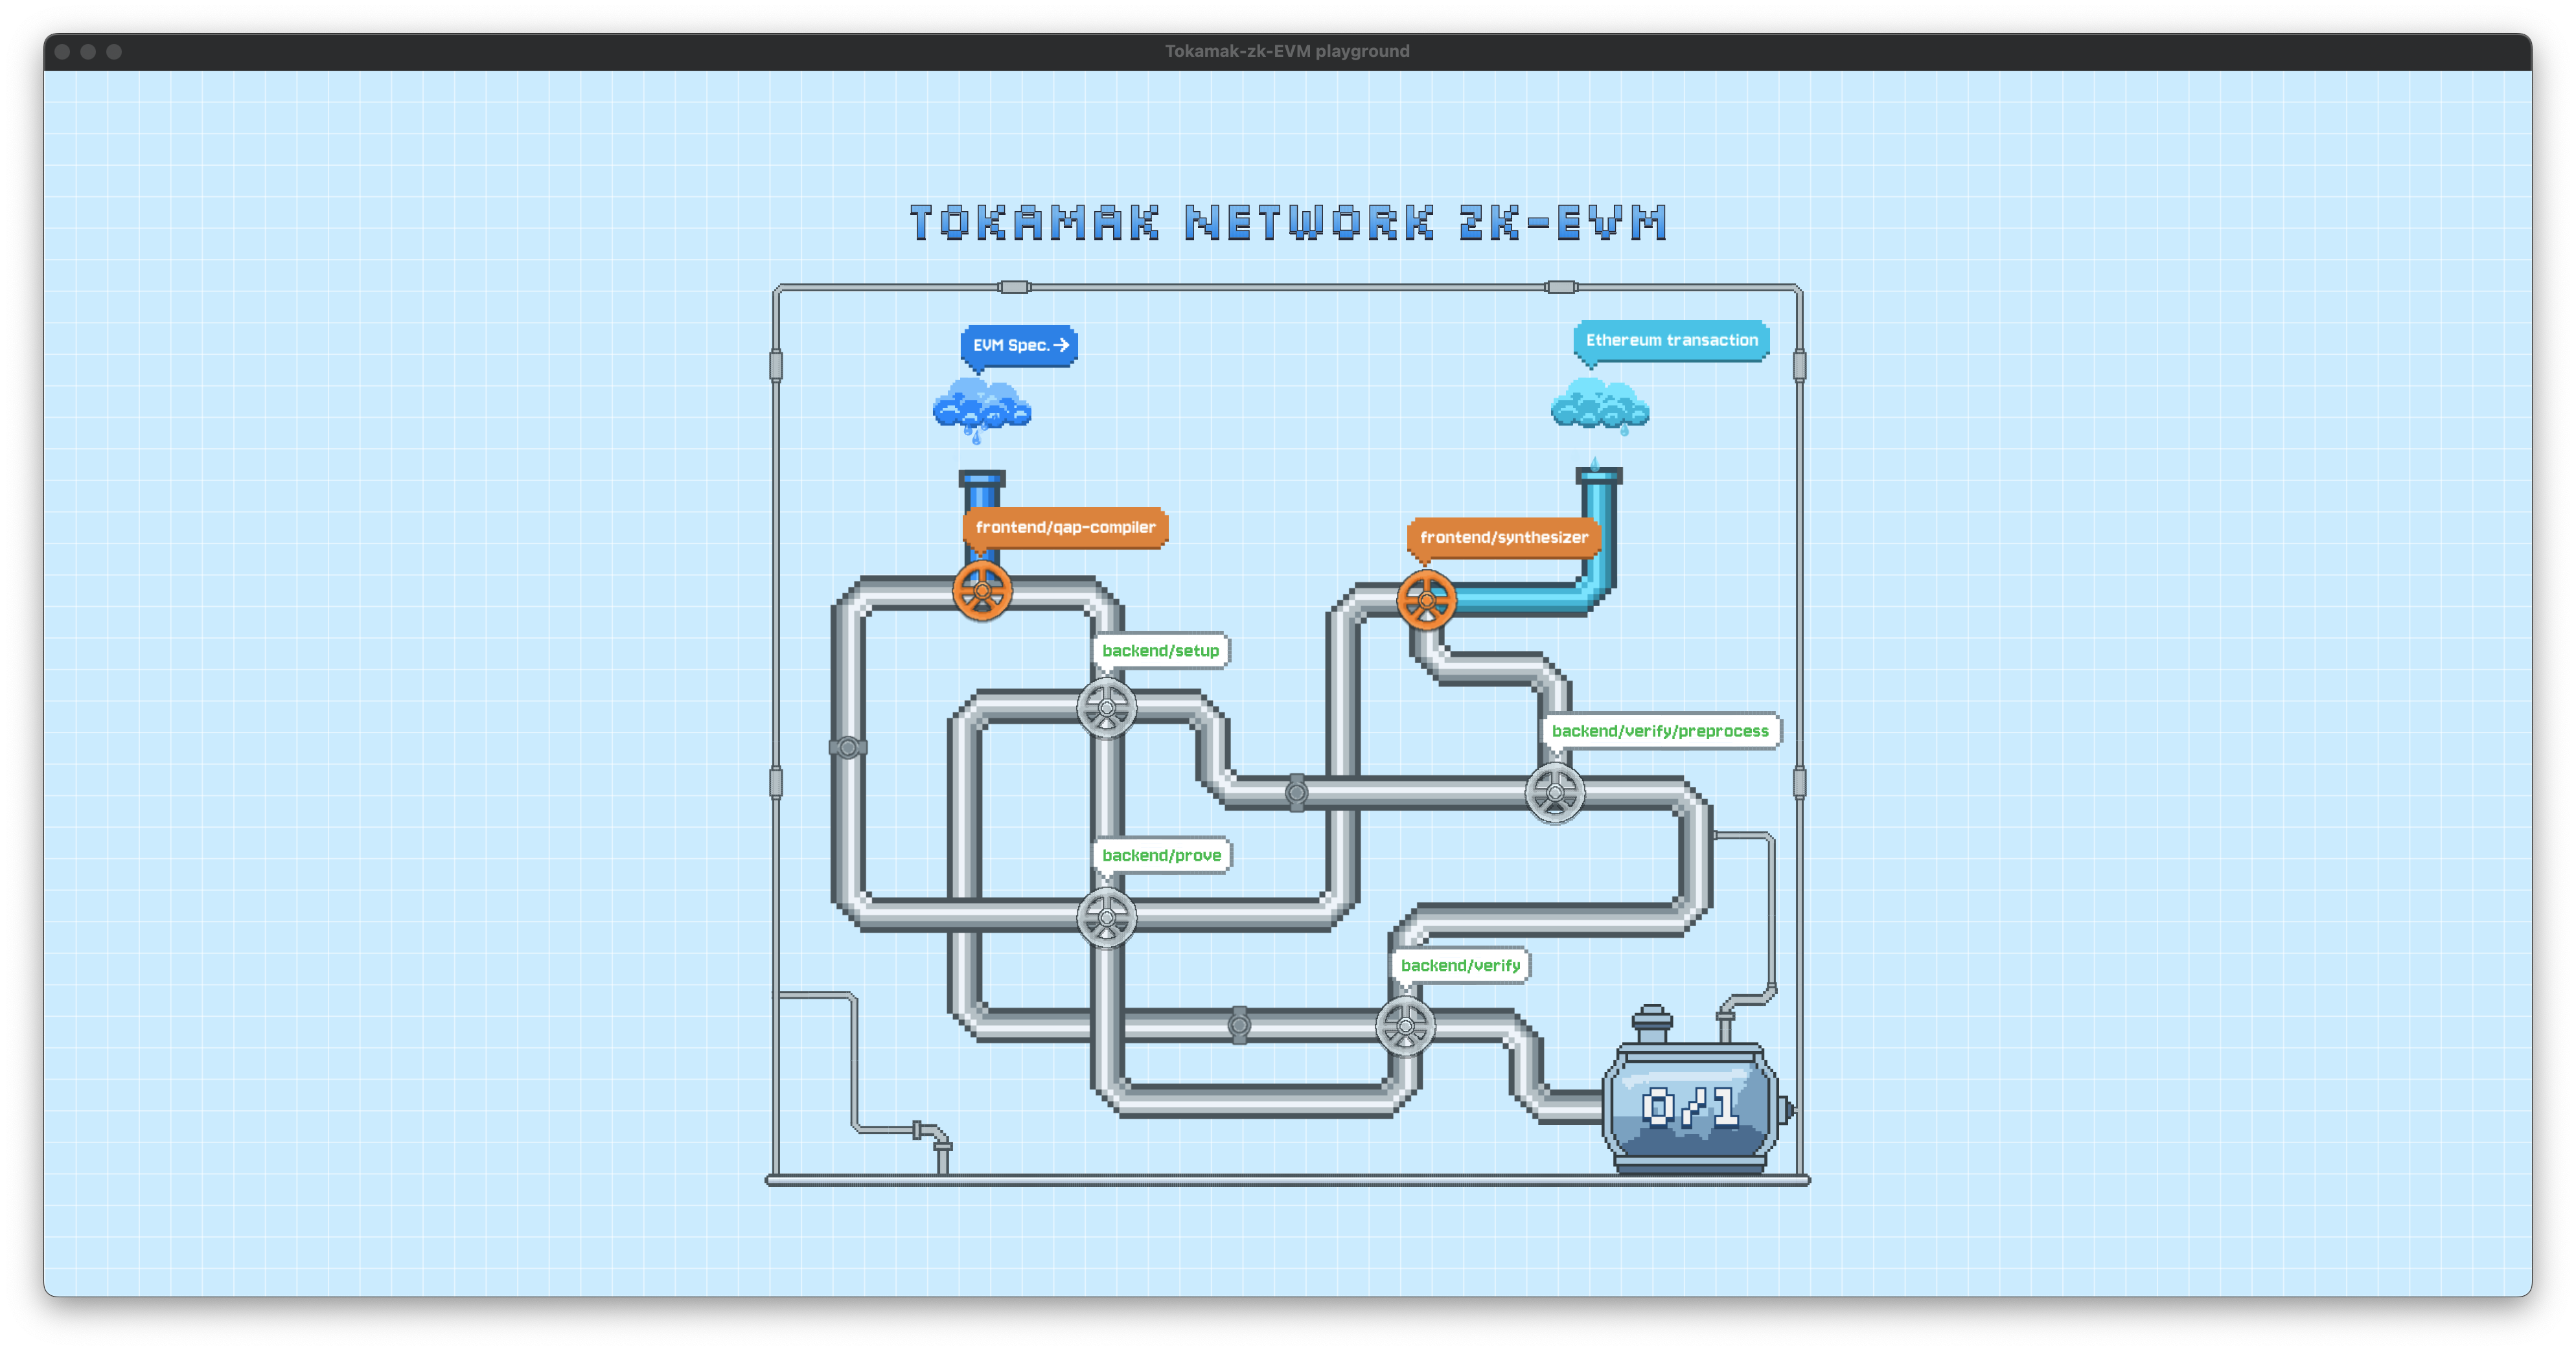 Tokamak-zk-EVM playground
TOKAMAK NETWORK ZK-EVM
EVM Spec.→
Ethereum transaction
frontend/qap-compiler
frontend/synthesizer
backend/setup
backend/verify/preprocess
backend/prove
backend/verify
0/1